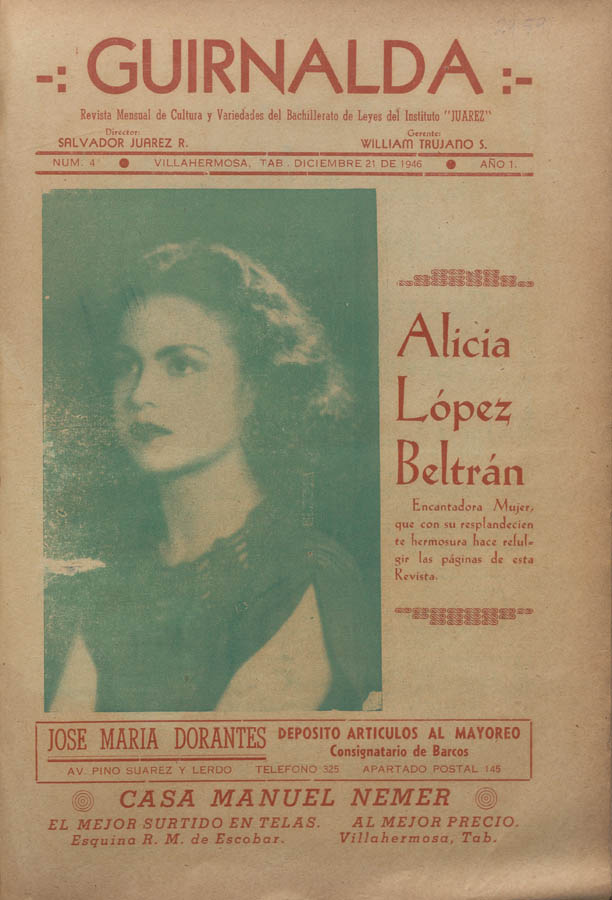 -: GUIRNALDA :-
Revista Mensual de Cultura y Variedades del Bachillerato de Leyes del Instituto "JUAREZ"
Director: Gerente:
SALVADOR JUAREZ R. WILLIAM TRUJANO S.
NUM. 4 ● VILLAHERMOSA, TAB. DICIEMBRE 21 DE 1946 ● AÑO 1.
Alicia
López
Beltrán
Encantadora Mujer,
que con su resplandecien
te hermosura hace reful-
gir las páginas de esta
Revista.
JOSE MARIA DORANTES DEPOSITO ARTICULOS AL MAYOREO
Consignatario de Barcos
AV. PINO SUAREZ Y LERDO TELEFONO 325 APARTADO POSTAL 145
CASA MANUEL NEMER
EL MEJOR SURTIDO EN TELAS. AL MEJOR PRECIO.
Esquina R. M. de Escobar. Villahermosa, Tab.